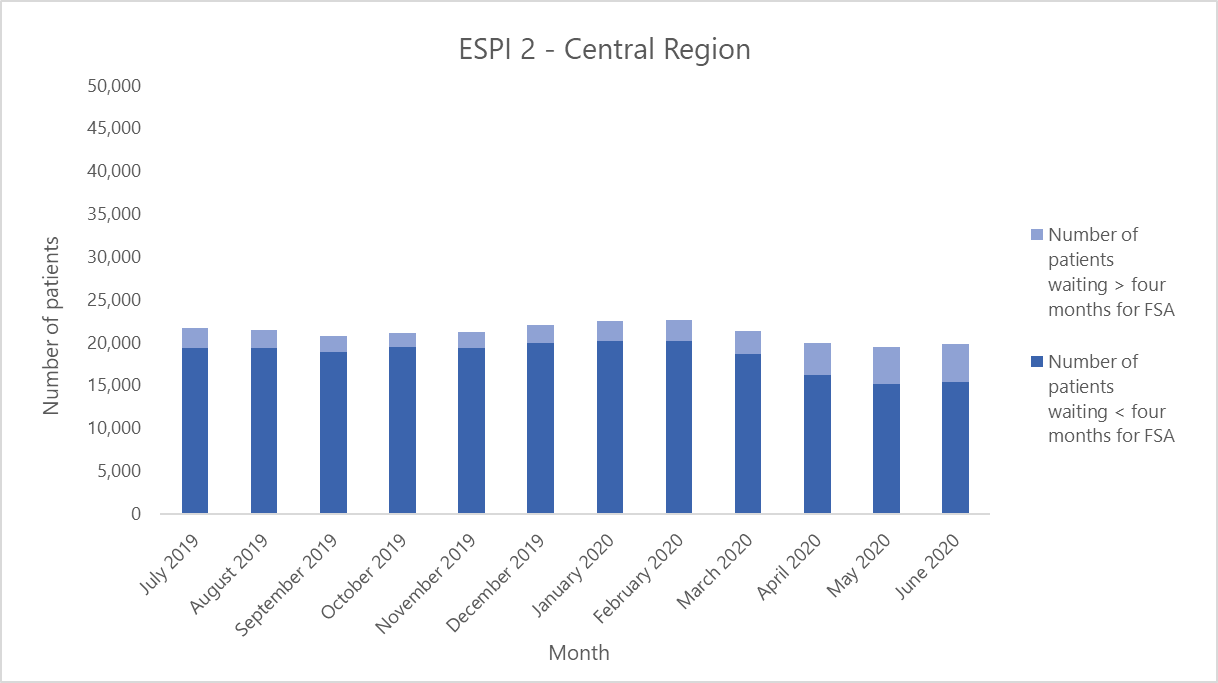 ESPI 2 - Central Region
50,000
45,000
40,000
35,000
30,000
25,000
20,000
15,000
10,000
5,000
0
Number of patients
July 2019
August 2019
September 2019
October 2019
November 2019
December 2019
January 2020
February 2020
March 2020
April 2020
May 2020
June 2020
Month
Number of
patients
waiting > four
months for FSA
Number of
patients
waiting < four
months for FSA